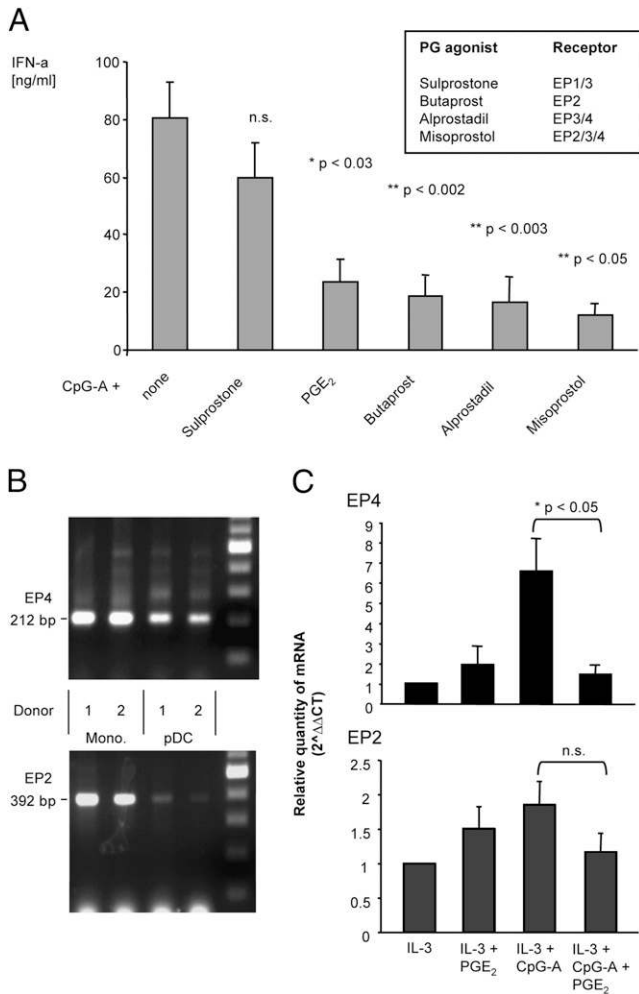 A
IFN-a
[ng/ml]
PG agonist Receptor
Sulprostone EP1/3
Butaprost EP2
Alprostadil EP3/4
Misoprostol EP2/3/4
100
80
60
40
20
0
n.s.
* p < 0.03
** p < 0.002
** p < 0.003
** p < 0.05
CpG-A +
none
Sulprostone
PGE2
Butaprost
Alprostadil
Misoprostol
B
EP4
212 bp
Donor 1 2 1 2
Mono. pDC
EP2
392 bp
C
EP4
* p < 0.05
9
8
7
6
5
4
3
2
1
0
Relative quantity of mRNA
(2^ΔΔCT)
EP2
n.s.
2.5
2
1.5
1
0.5
0
IL-3
IL-3 +
PGE2
IL-3 +
CpG-A
IL-3 +
CpG-A +
PGE2